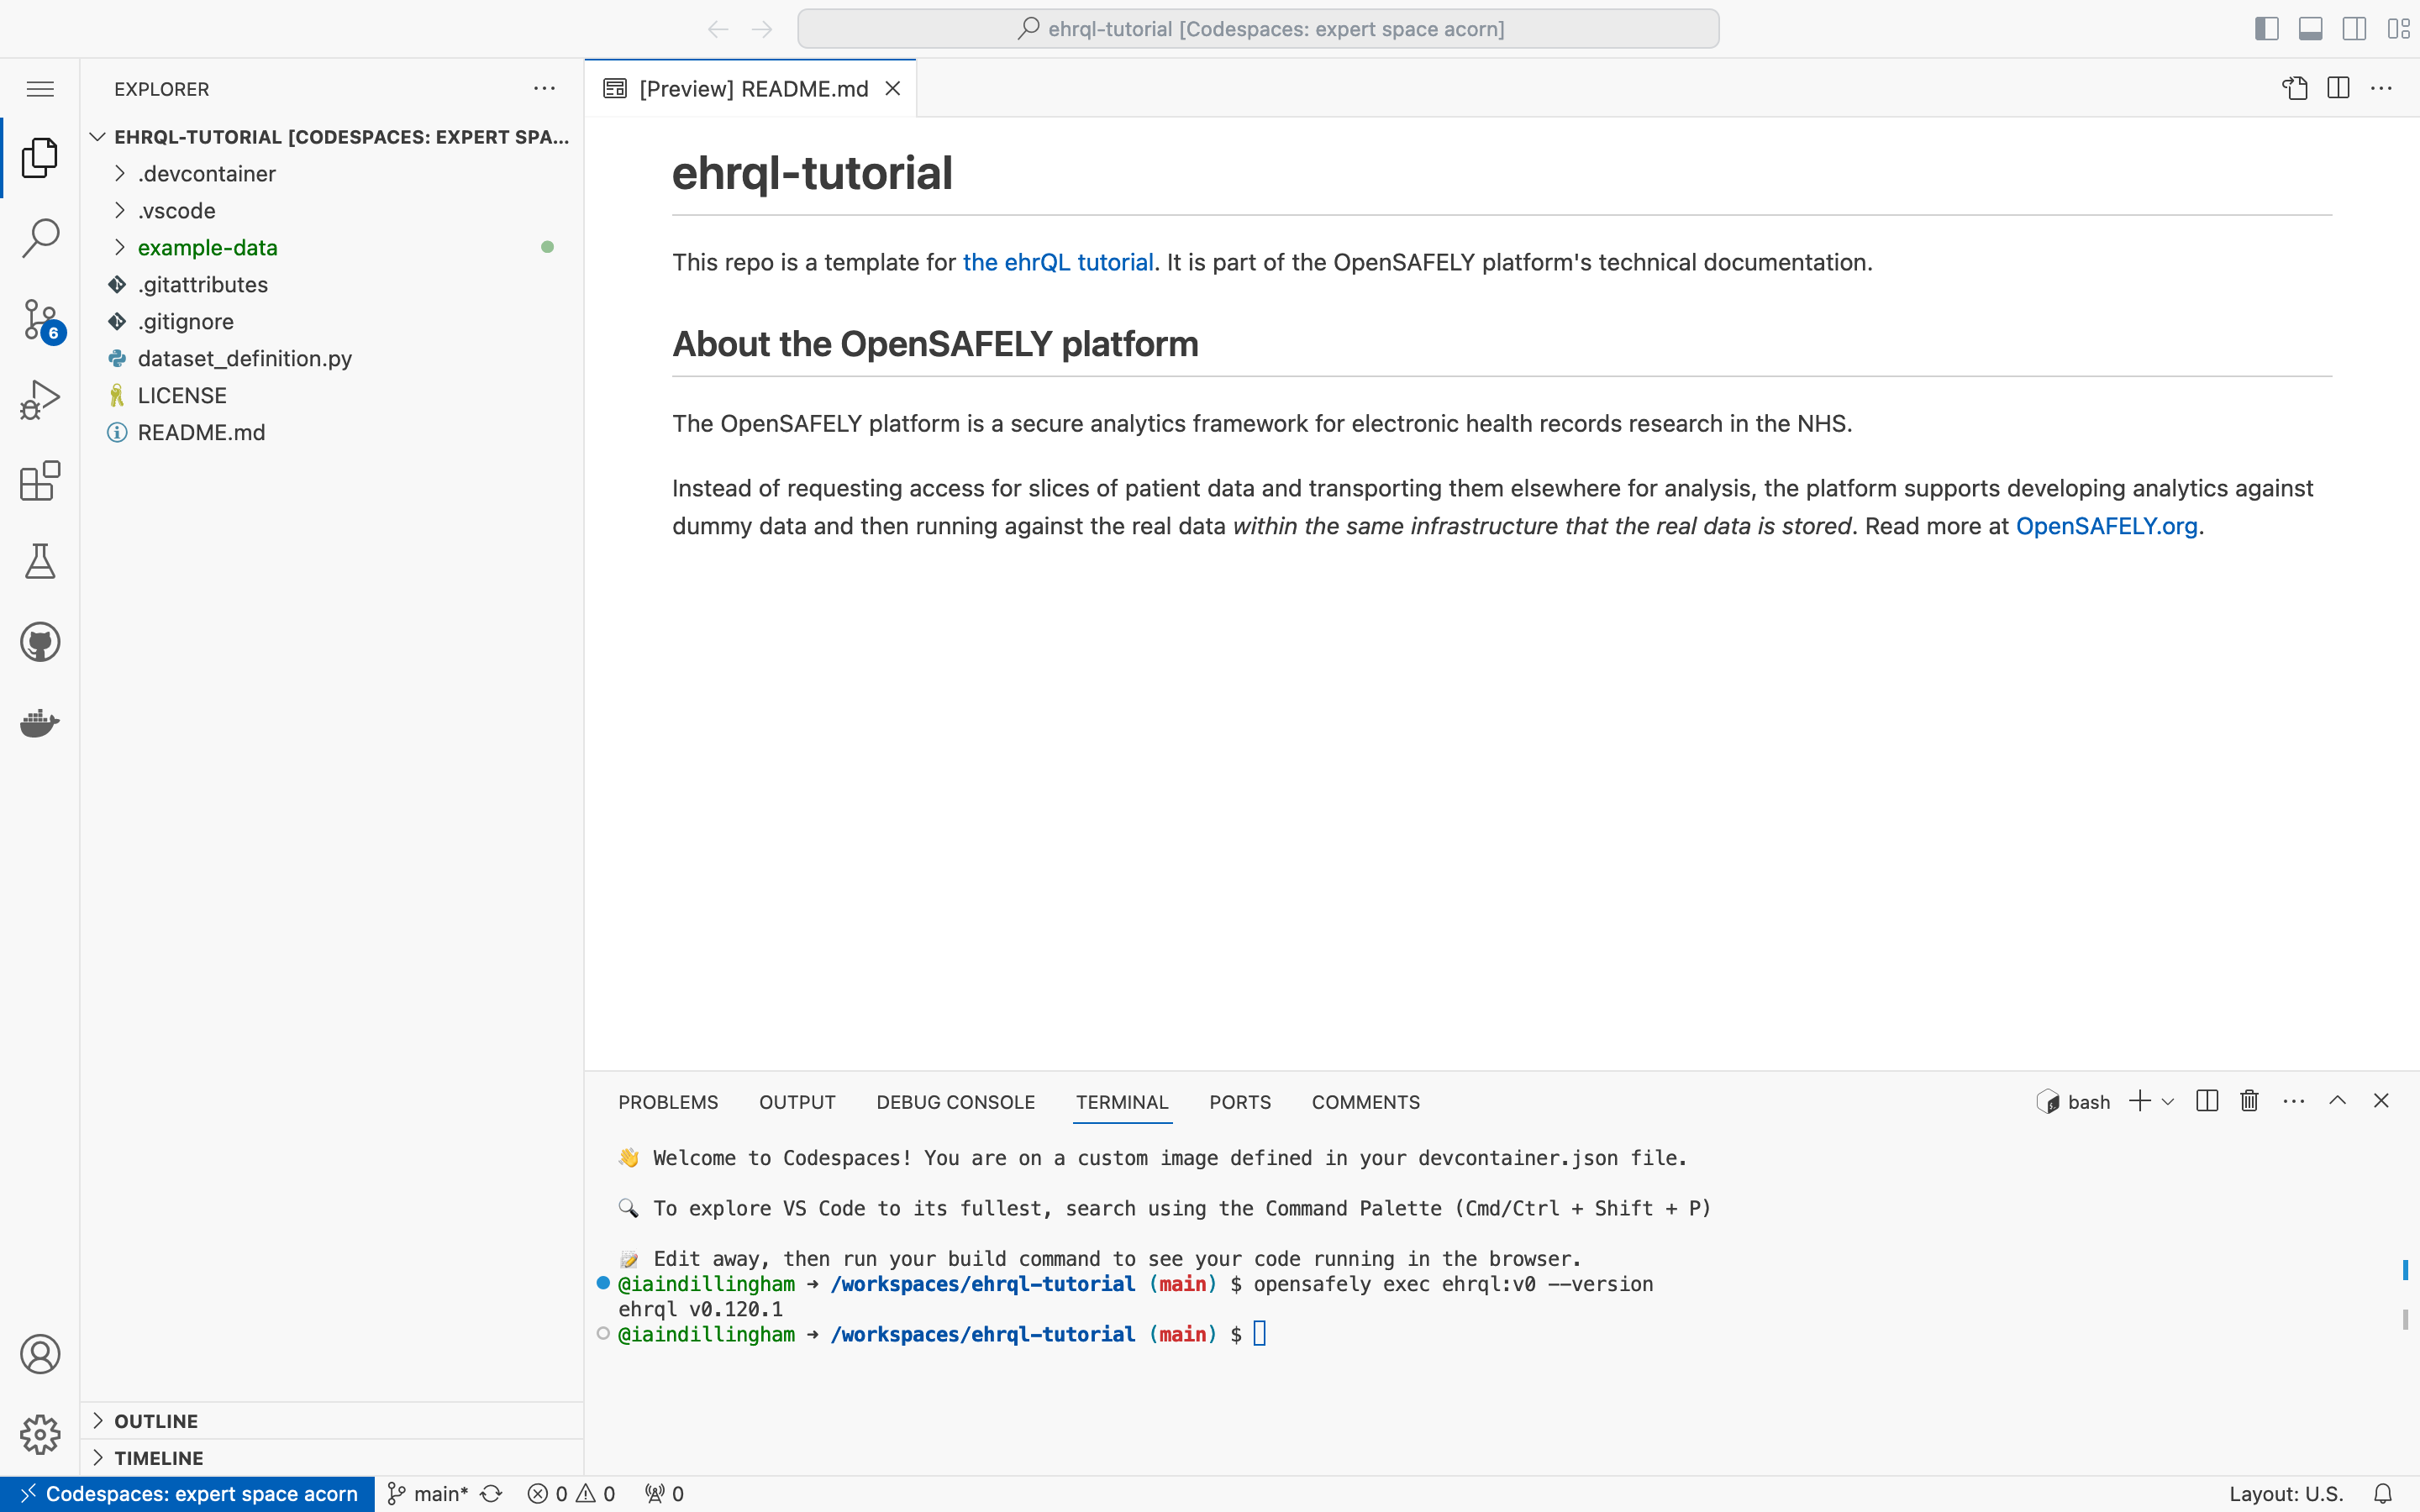 ehrql-tutorial [Codespaces: expert space acorn]
EXPLORER
EHRQL-TUTORIAL [CODESPACES: EXPERT SPA...
.devcontainer
.vscode
example-data
.gitattributes
.gitignore
dataset_definition.py
LICENSE
README.md
6
OUTLINE
TIMELINE
[Preview] README.md
ehrql-tutorial
This repo is a template for the ehrQL tutorial. It is part of the OpenSAFELY platform's technical documentation.
About the OpenSAFELY platform
The OpenSAFELY platform is a secure analytics framework for electronic health records research in the NHS.
Instead of requesting access for slices of patient data and transporting them elsewhere for analysis, the platform supports developing analytics against
dummy data and then running against the real data within the same infrastructure that the real data is stored. Read more at OpenSAFELY.org.
PROBLEMS OUTPUT DEBUG CONSOLE TERMINAL PORTS COMMENTS
bash
👋 Welcome to Codespaces! You are on a custom image defined in your devcontainer.json file.
🔍 To explore VS Code to its fullest, search using the Command Palette (Cmd/Ctrl + Shift + P)
📝 Edit away, then run your build command to see your code running in the browser.
@iaindillingham ➜ /workspaces/ehrql-tutorial (main) $ opensafely exec ehrql:v0 --version
ehrql v0.120.1
@iaindillingham ➜ /workspaces/ehrql-tutorial (main) $
Codespaces: expert space acorn main* 0 0 0 Layout: U.S.